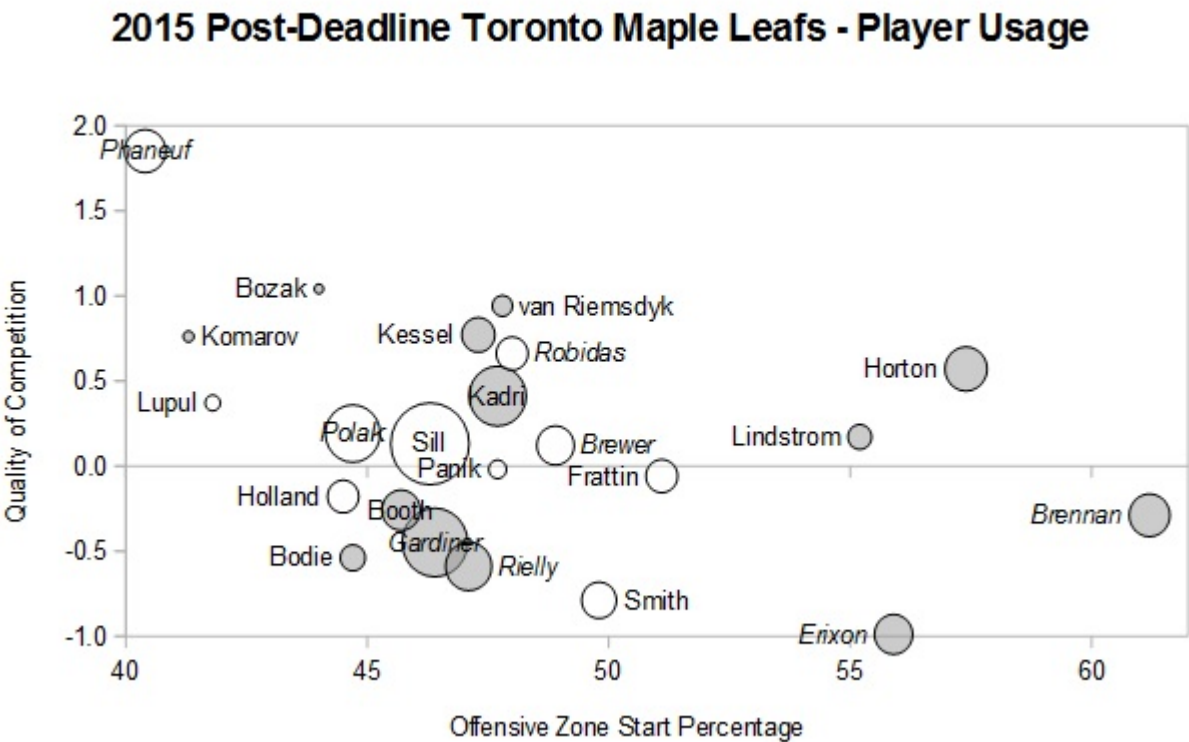 2015 Post-Deadline Toronto Maple Leafs - Player Usage
2.0
Phaneuf
1.5
Bozak
1.0
van Riemsdyk
Kessel
Komarov
Robidas
Horton
0.5
Kadri
Lupul
Polak
Sill
Brewer
Lindstrom
0.0
Panik
Frattin
Holland
Booth
Brennan
-0.5
Gardiner
Bodie
Rielly
Smith
Erixon
-1.0
40
45
50
55
60
Quality of Competition
Offensive Zone Start Percentage